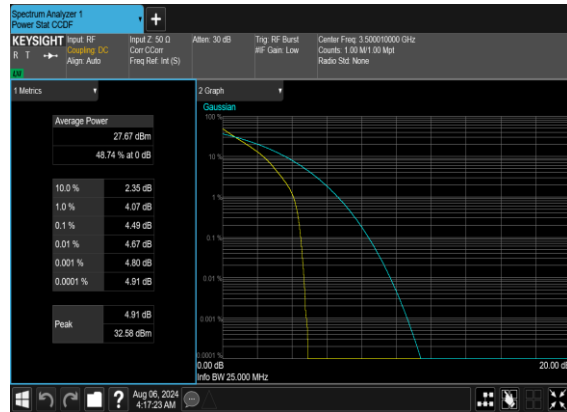 Spectrum Analyzer 1
Power Stat CCDF
KEYSIGHT
R T
LW
Input: RF
Coupling: DC
Align: Auto
Input Z: 50 Ω
Corr CCorr
Freq Ref: Int (S)
Atten: 30 dB
Trig: RF Burst
#IF Gain: Low
Center Freq: 3.500010000 GHz
Counts: 1.00 M/1.00 Mpt
Radio Std: None
1 Metrics
Average Power
27.67 dBm
48.74 % at 0 dB
10.0 % 2.35 dB
1.0 % 4.07 dB
0.1 % 4.49 dB
0.01 % 4.67 dB
0.001 % 4.80 dB
0.0001 % 4.91 dB
Peak
4.91 dB
32.58 dBm
2 Graph
Gaussian
100 %
10 %
1 %
0.1 %
0.01 %
0.001 %
0.0001 %
0.00 dB
20.00 dB
Info BW 25.000 MHz
?
Aug 06, 2024
4:17:23 AM